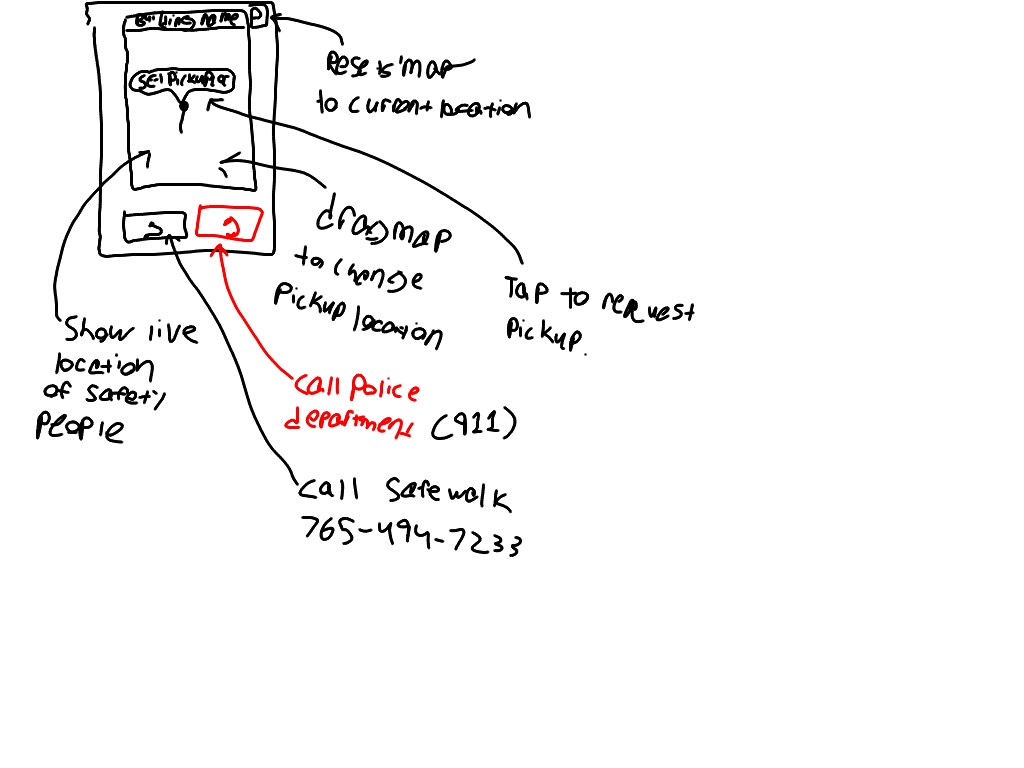 Building name
P
Set Pickup
Resets map
to current location
drag map
to change
pickup location
Tap to request
pickup.
Show live
location
of safety
people
Call Police
department (911)
Call Safewalk
765-494-7233